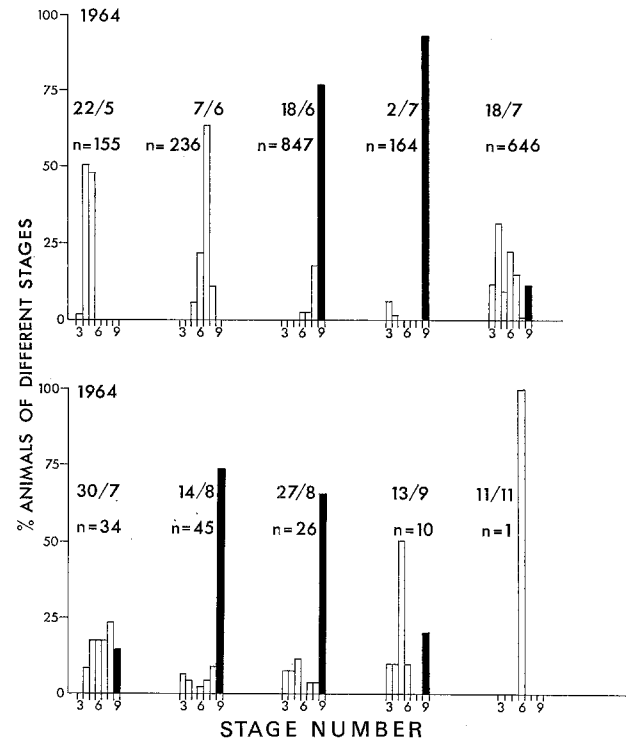 100
1964
75
22/5 7/6 18/6 2/7 18/7
n=155 n=236 n=847 n=164 n=646
50
25
0
3 6 9 3 6 9 3 6 9 3 6 9 3 6 9
% ANIMALS OF DIFFERENT STAGES
100
1964
75
30/7 14/8 27/8 13/9 11/11
n=34 n=45 n=26 n=10 n=1
50
25
0
3 6 9 3 6 9 3 6 9 3 6 9 3 6 9
STAGE NUMBER